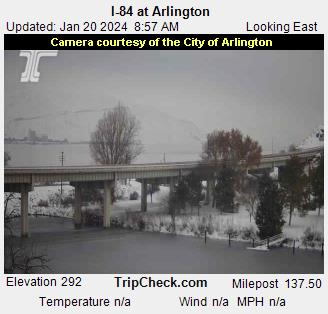 I-84 at Arlington
Updated: Jan 20 2024 8:57 AM Looking East
Camera courtesy of the City of Arlington
Elevation 292 TripCheck.com Milepost 137.50
Temperature n/a Wind n/a MPH n/a